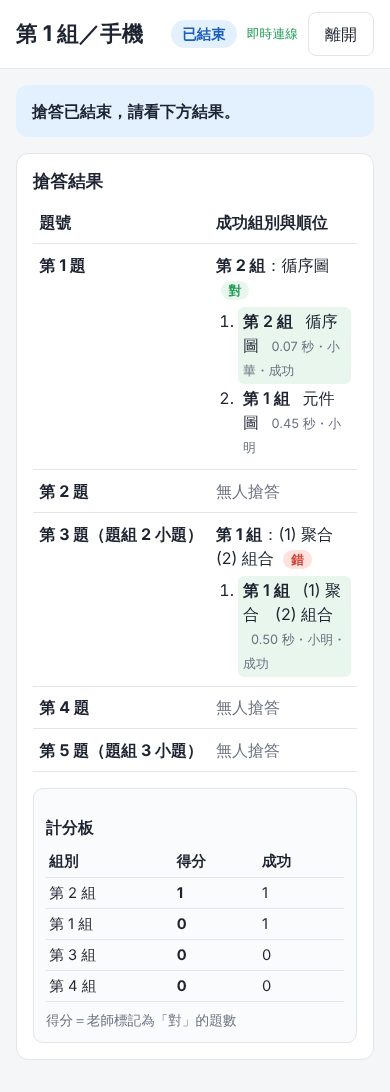 第 1 組／手機 已結束 即時連線 離開
搶答已結束，請看下方結果。
搶答結果
題號 成功組別與順位
第 1 題 第 2 組：循序圖
對
1. 第 2 組 循序
圖 0.07 秒・小
華・成功
2. 第 1 組 元件
圖 0.45 秒・小
明
第 2 題 無人搶答
第 3 題（題組 2 小題） 第 1 組：(1) 聚合
(2) 組合 錯
1. 第 1 組 (1) 聚
合 (2) 組合
0.50 秒・小明・
成功
第 4 題 無人搶答
第 5 題（題組 3 小題） 無人搶答
計分板
組別 得分 成功
第 2 組 1 1
第 1 組 0 1
第 3 組 0 0
第 4 組 0 0
得分＝老師標記為「對」的題數